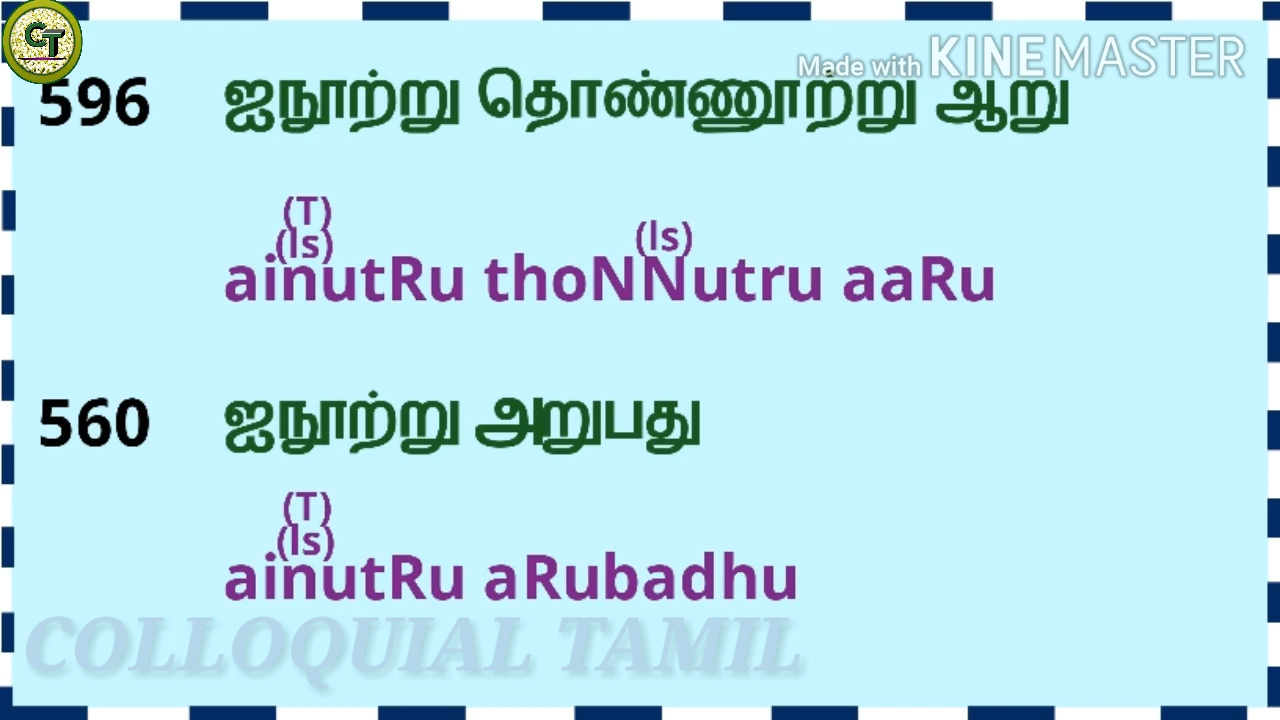 CT
Made with KINEMASTER
596 ஐநூற்று தொண்ணூற்று ஆறு
(T)
(ls) (ls)
ainutRu thoNNutru aaRu
560 ஐநூற்று அறுபது
(T)
(ls)
ainutRu aRubadhu
COLLOQUIAL TAMIL